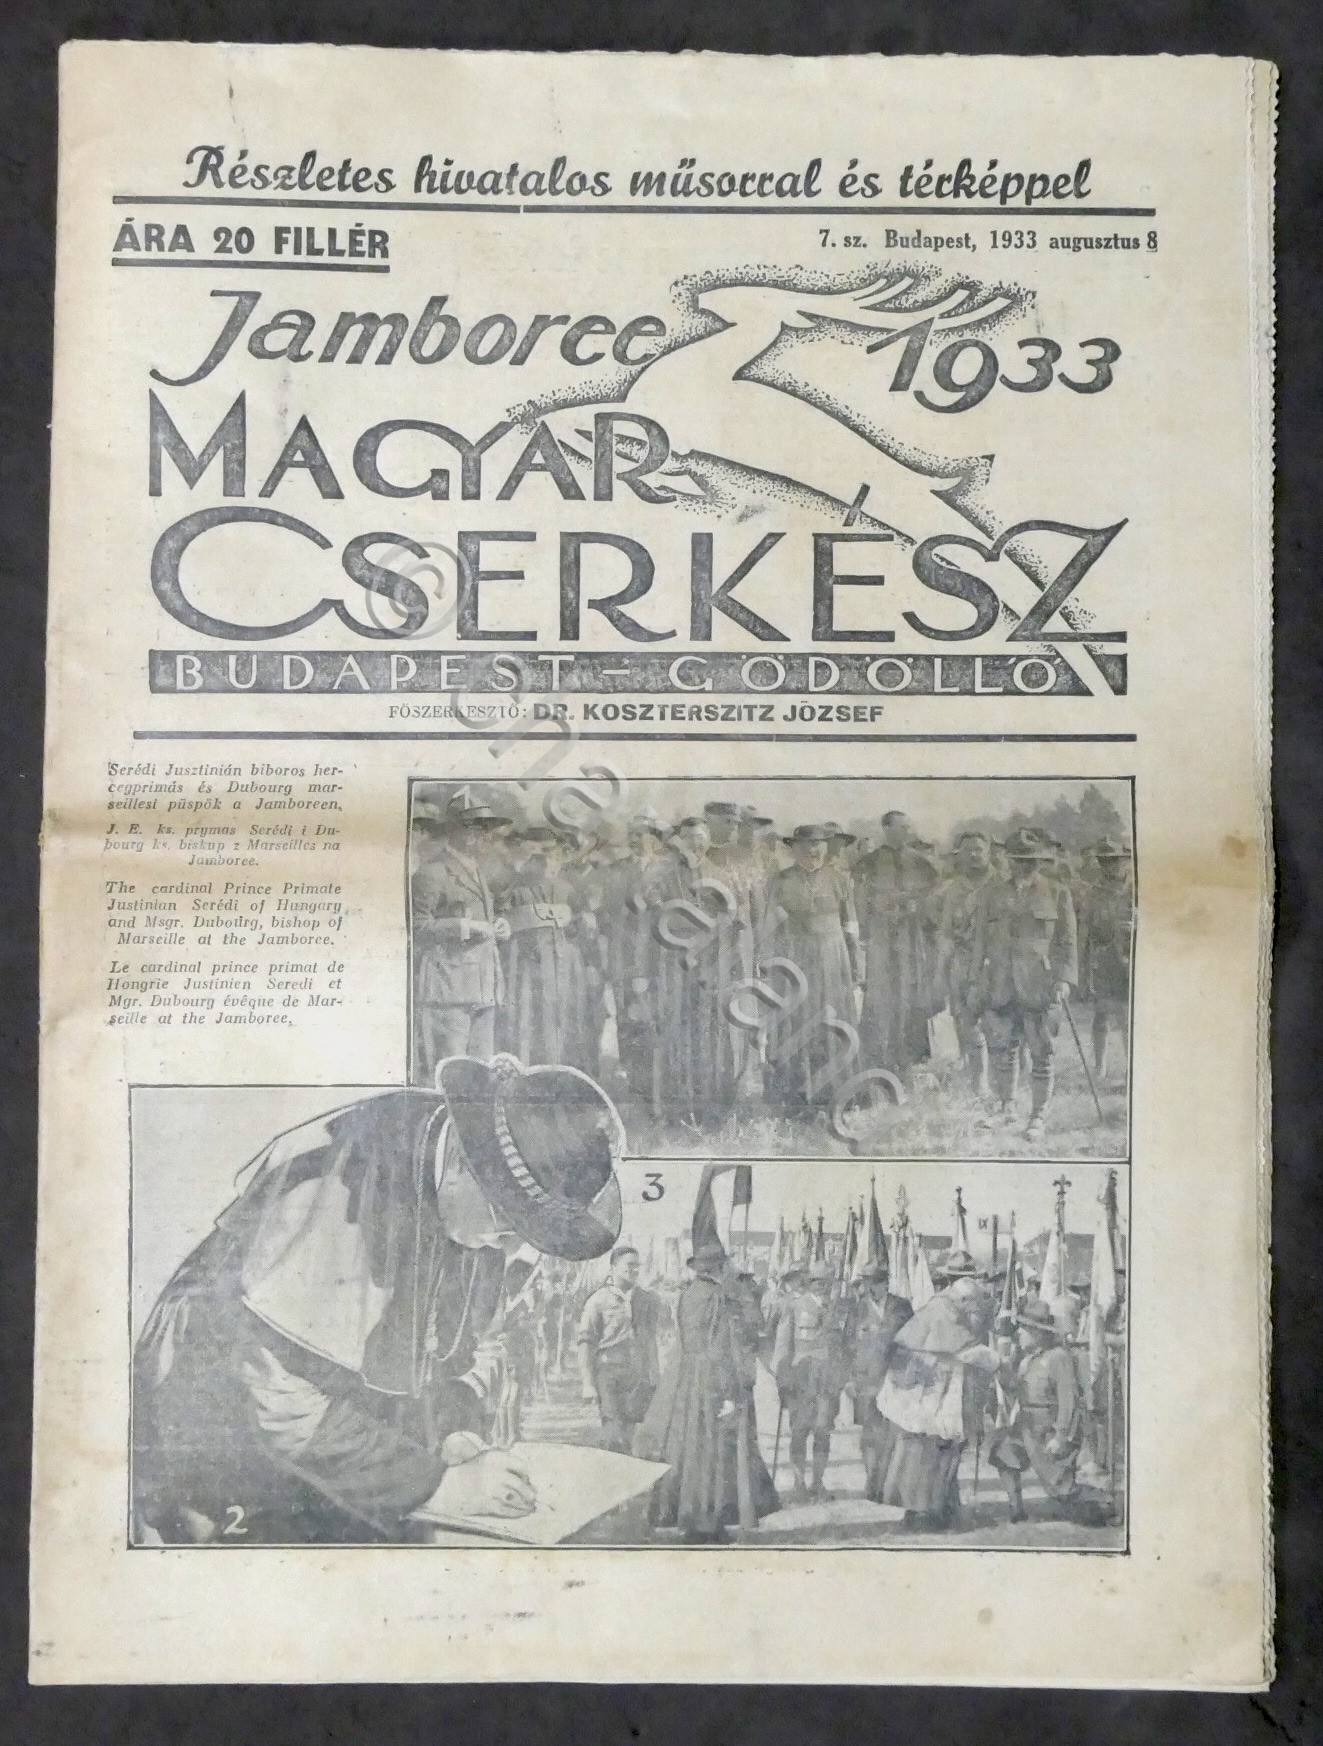 Részletes hivatalos műsorral és térképpel
ÁRA 20 FILLÉR
7. sz. Budapest, 1933 augusztus 8
Jamboree 1933
MAGYAR
CSERKÉSZ
BUDAPEST – GÖDÖLLŐ
FŐSZERKESZTŐ: DR. KOSZTERSZITZ JÓZSEF
Serédi Jusztinián biboros her-
cegprimás és Dubourg mar-
seillesi püspök a Jamboreen.
J. E. ks. prymas Serédi i Du-
bourg ks. biskup z Marseilles na
Jamboree.
The cardinal Prince Primate
Justinian Serédi of Hungary
and Msgr. Dubourg, bishop of
Marseille at the Jamboree.
Le cardinal prince primat de
Hongrie Justinien Seredi et
Mgr. Dubourg évêque de Mar-
seille at the Jamboree.
1
2
3
IX